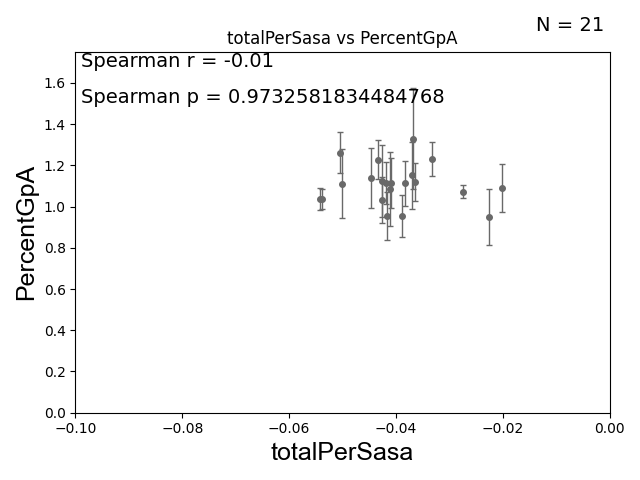 N = 21
totalPerSasa vs PercentGpA
Spearman r = -0.01
Spearman p = 0.9732581834484768
PercentGpA
1.6
1.4
1.2
1.0
0.8
0.6
0.4
0.2
0.0
−0.10 −0.08 −0.06 −0.04 −0.02 0.00
totalPerSasa